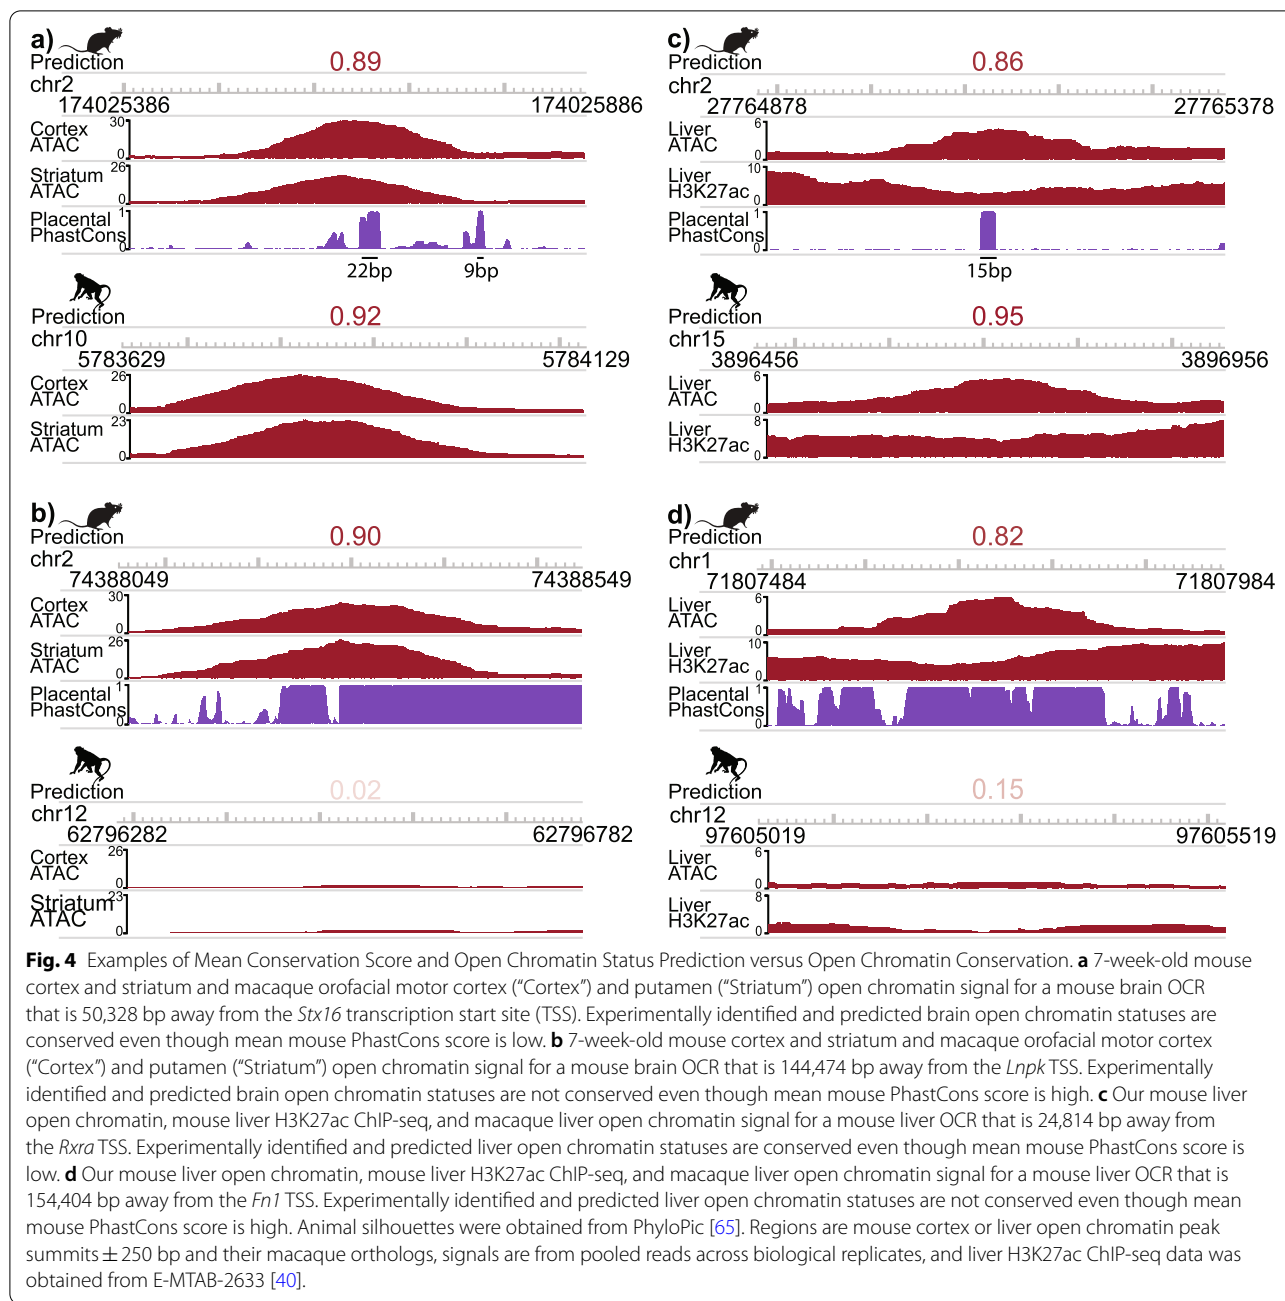 a)
Prediction 0.89
chr2
174025386 174025886
Cortex ATAC 30 0
Striatum ATAC 26 0
Placental PhastCons 1 0
22bp 9bp
Prediction 0.92
chr10
5783629 5784129
Cortex ATAC 26 0
Striatum ATAC 23 0
b)
Prediction 0.90
chr2
74388049 74388549
Cortex ATAC 30 0
Striatum ATAC 26 0
Placental PhastCons 1 0
Prediction 0.02
chr12
62796282 62796782
Cortex ATAC 26 0
Striatum ATAC 23 0
c)
Prediction 0.86
chr2
27764878 27765378
Liver ATAC 6 0
Liver H3K27ac 10 0
Placental PhastCons 1 0
15bp
Prediction 0.95
chr15
3896456 3896956
Liver ATAC 6 0
Liver H3K27ac 8 0
d)
Prediction 0.82
chr1
71807484 71807984
Liver ATAC 6 0
Liver H3K27ac 10 0
Placental PhastCons 1 0
Prediction 0.15
chr12
97605019 97605519
Liver ATAC 6 0
Liver H3K27ac 8 0
Fig. 4 Examples of Mean Conservation Score and Open Chromatin Status Prediction versus Open Chromatin Conservation. a 7-week-old mouse
cortex and striatum and macaque orofacial motor cortex (“Cortex”) and putamen (“Striatum”) open chromatin signal for a mouse brain OCR
that is 50,328 bp away from the Stx16 transcription start site (TSS). Experimentally identified and predicted brain open chromatin statuses are
conserved even though mean mouse PhastCons score is low. b 7-week-old mouse cortex and striatum and macaque orofacial motor cortex
(“Cortex”) and putamen (“Striatum”) open chromatin signal for a mouse brain OCR that is 144,474 bp away from the Lnpk TSS. Experimentally
identified and predicted brain open chromatin statuses are not conserved even though mean mouse PhastCons score is high. c Our mouse liver
open chromatin, mouse liver H3K27ac ChIP-seq, and macaque liver open chromatin signal for a mouse liver OCR that is 24,814 bp away from
the Rxra TSS. Experimentally identified and predicted liver open chromatin statuses are conserved even though mean mouse PhastCons score is
low. d Our mouse liver open chromatin, mouse liver H3K27ac ChIP-seq, and macaque liver open chromatin signal for a mouse liver OCR that is
154,404 bp away from the Fn1 TSS. Experimentally identified and predicted liver open chromatin statuses are not conserved even though mean
mouse PhastCons score is high. Animal silhouettes were obtained from PhyloPic [65]. Regions are mouse cortex or liver open chromatin peak
summits ± 250 bp and their macaque orthologs, signals are from pooled reads across biological replicates, and liver H3K27ac ChIP-seq data was
obtained from E-MTAB-2633 [40].